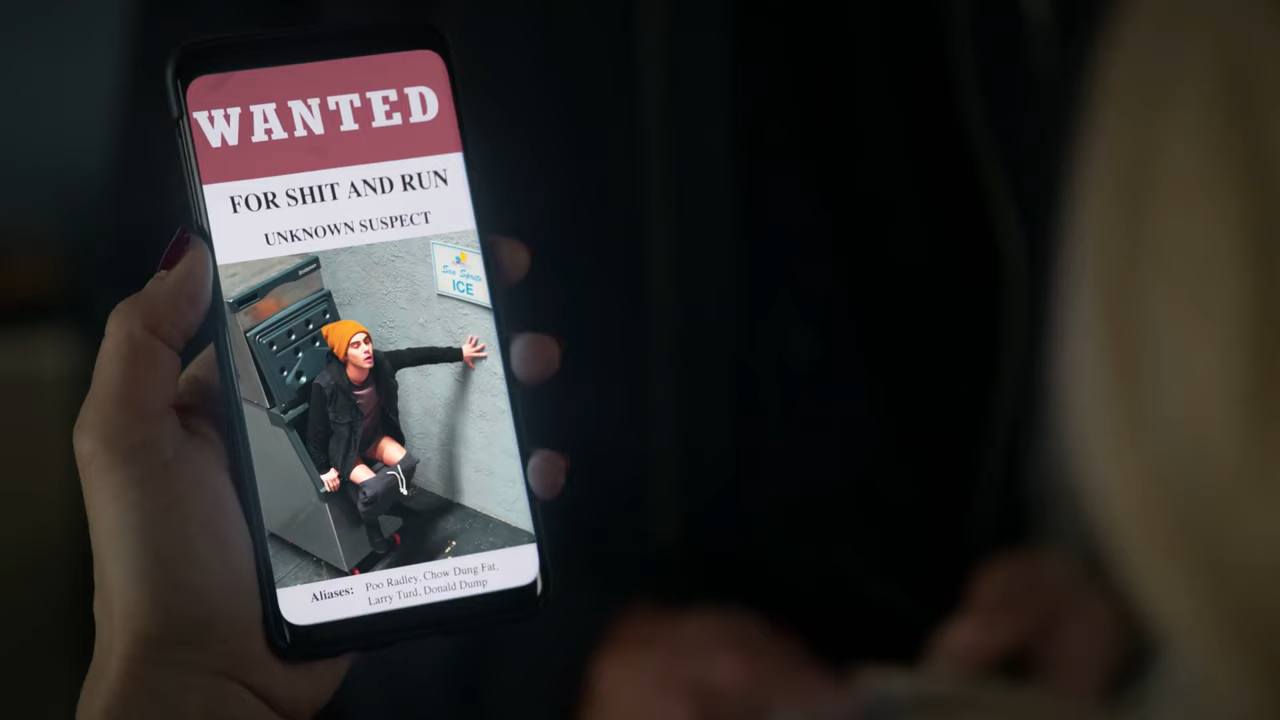 WANTED
FOR SHIT AND RUN
UNKNOWN SUSPECT
Sea Sprite
ICE
Aliases: Poo Radley, Chow Dung Fat,
Larry Turd, Donald Dump